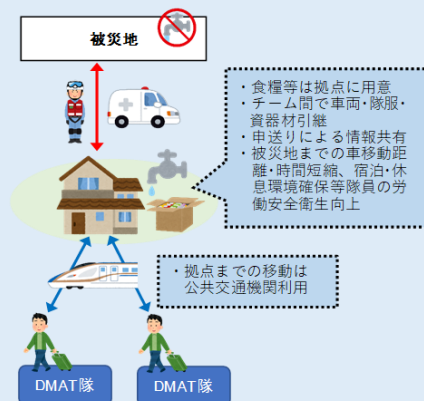 被災地
・食糧等は拠点に用意
・チーム間で車両・隊服・
資器材引継
・申送りによる情報共有
・被災地までの車移動距
離・時間短縮、宿泊・休
息環境確保等隊員の労
働安全衛生向上
・拠点までの移動は
公共交通機関利用
DMAT隊
DMAT隊